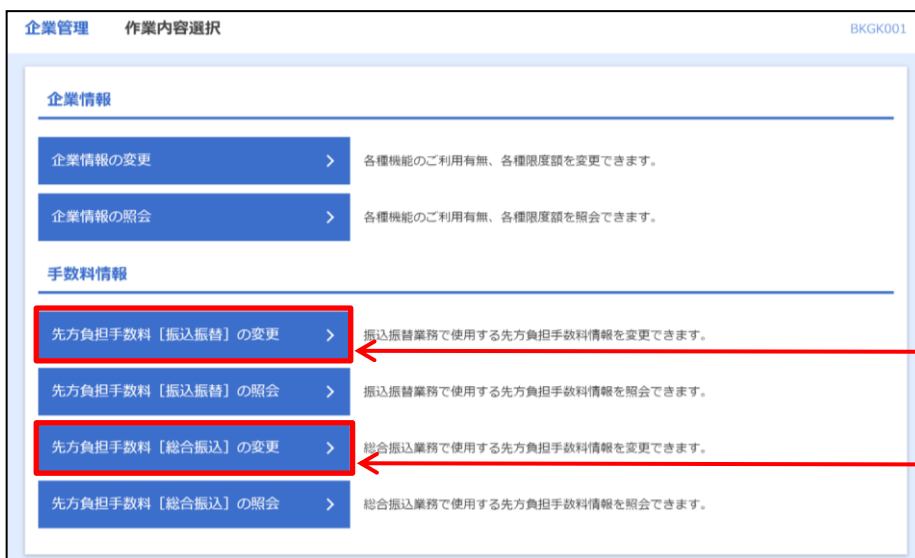 企業管理 作業内容選択 BKGK001
企業情報
企業情報の変更 各種機能のご利用有無、各種限度額を変更できます。
企業情報の照会 各種機能のご利用有無、各種限度額を照会できます。
手数料情報
先方負担手数料［振込振替］の変更 振込振替業務で使用する先方負担手数料情報を変更できます。
先方負担手数料［振込振替］の照会 振込振替業務で使用する先方負担手数料情報を照会できます。
先方負担手数料［総合振込］の変更 総合振込業務で使用する先方負担手数料情報を変更できます。
先方負担手数料［総合振込］の照会 総合振込業務で使用する先方負担手数料情報を照会できます。